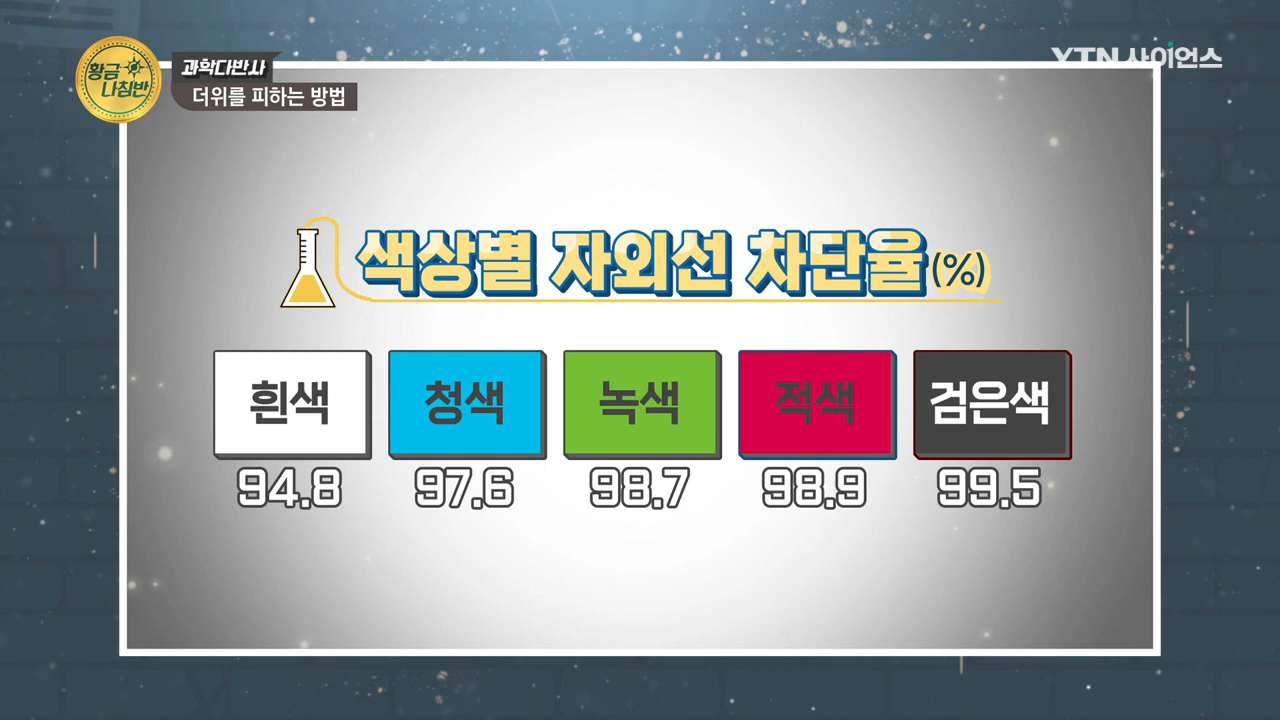 황금
나침반
과학다반사
더위를 피하는 방법
YTN 사이언스
색상별 자외선 차단율(%)
흰색 청색 녹색 적색 검은색
94.8 97.6 98.7 98.9 99.5